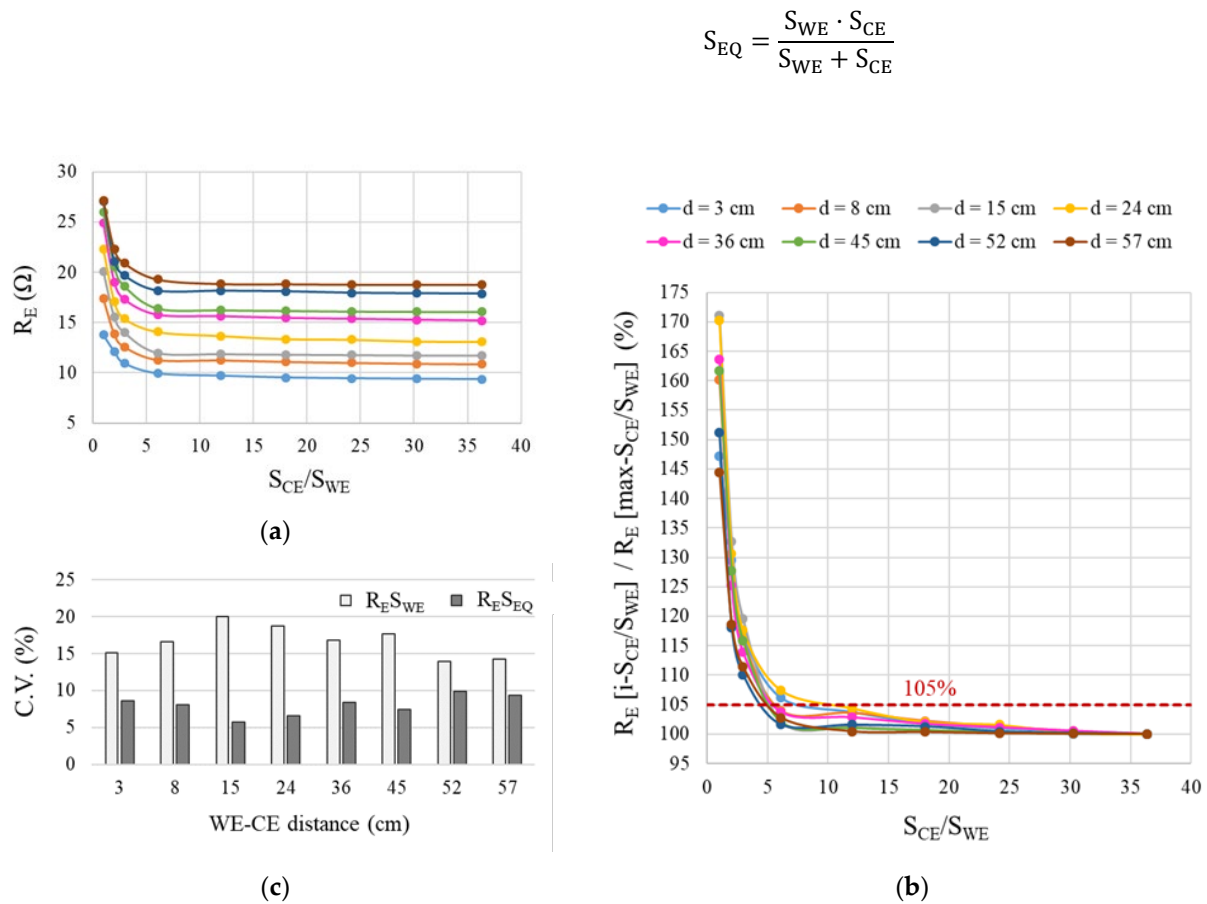 S_EQ = (S_WE · S_CE) / (S_WE + S_CE)
30
25
20
15
10
5
R_E (Ω)
0 5 10 15 20 25 30 35 40
S_CE/S_WE
(a)
25
20
15
10
5
0
C.V. (%)
R_ES_WE R_ES_EQ
3 8 15 24 36 45 52 57
WE-CE distance (cm)
(c)
d = 3 cm d = 8 cm d = 15 cm d = 24 cm
d = 36 cm d = 45 cm d = 52 cm d = 57 cm
175
170
165
160
155
150
145
140
135
130
125
120
115
110
105
100
95
R_E [i-S_CE/S_WE] / R_E [max-S_CE/S_WE] (%)
105%
0 5 10 15 20 25 30 35 40
S_CE/S_WE
(b)